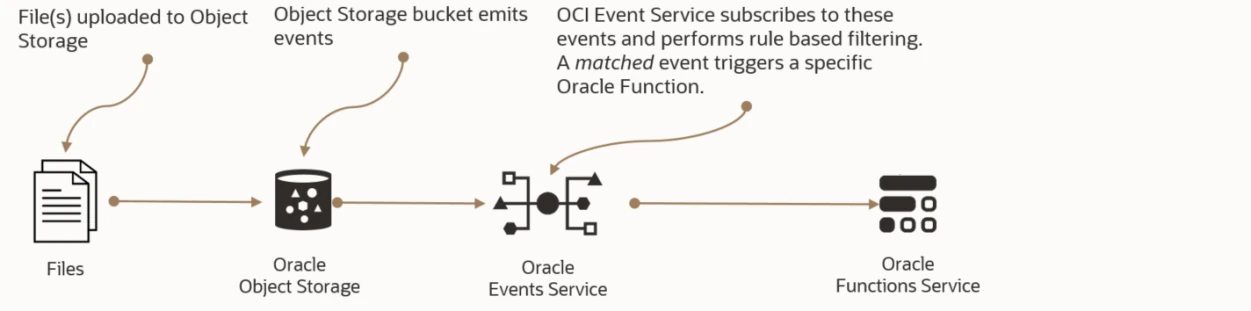 File(s) uploaded to Object
Storage
Object Storage bucket emits
events
OCI Event Service subscribes to these
events and performs rule based filtering.
A matched event triggers a specific
Oracle Function.
Files
Oracle
Object Storage
Oracle
Events Service
Oracle
Functions Service